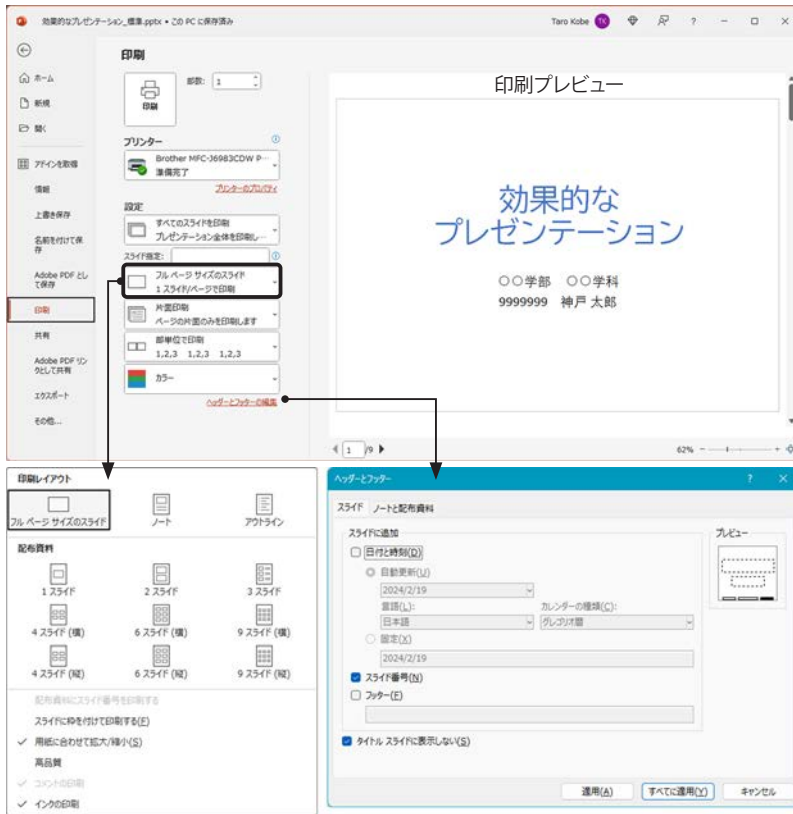 効果的なプレゼンテーション_標準.pptx • この PC に保存済み
Taro Kobe TK
印刷
ホーム
新規
開く
アドインを取得
情報
上書き保存
名前を付けて保
存
Adobe PDF とし
て保存
印刷
共有
Adobe PDF リン
クとして共有
エクスポート
その他...
部数: 1
印刷
プリンター
Brother MFC-J6983CDW P…
準備完了
プリンターのプロパティ
設定
すべてのスライドを印刷
プレゼンテーション全体を印刷し…
スライド指定:
フル ページ サイズのスライド
1 スライド/ページで印刷
片面印刷
ページの片面のみを印刷します
部単位で印刷
1,2,3 1,2,3 1,2,3
カラー
ヘッダーとフッターの編集
印刷プレビュー
効果的な
プレゼンテーション
○○学部 ○○学科
9999999 神戸 太郎
1 /9
62%
印刷レイアウト
フル ページ サイズのスライド ノート アウトライン
配布資料
1 スライド 2 スライド 3 スライド
4 スライド (横) 6 スライド (横) 9 スライド (横)
4 スライド (縦) 6 スライド (縦) 9 スライド (縦)
配布資料にスライド番号を印刷する
スライドに枠を付けて印刷する(F)
用紙に合わせて拡大/縮小(S)
高品質
コメントの印刷
インクの印刷
ヘッダーとフッター
スライド ノートと配布資料
スライドに追加
日付と時刻(D)
自動更新(U)
2024/2/19
言語(L): カレンダーの種類(C):
日本語 グレゴリオ暦
固定(X)
2024/2/19
スライド番号(N)
フッター(F)
タイトル スライドに表示しない(S)
プレビュー
適用(A) すべてに適用(Y) キャンセル